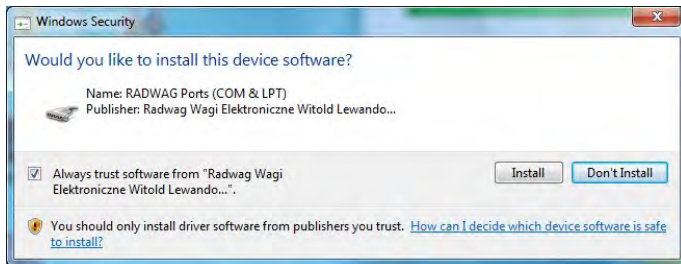 Windows Security
Would you like to install this device software?
Name: RADWAG Ports (COM & LPT)
Publisher: Radwag Wagi Elektroniczne Witold Lewando...
Always trust software from "Radwag Wagi
Elektroniczne Witold Lewando...".
Install
Don't Install
You should only install driver software from publishers you trust. How can I decide which device software is safe
to install?